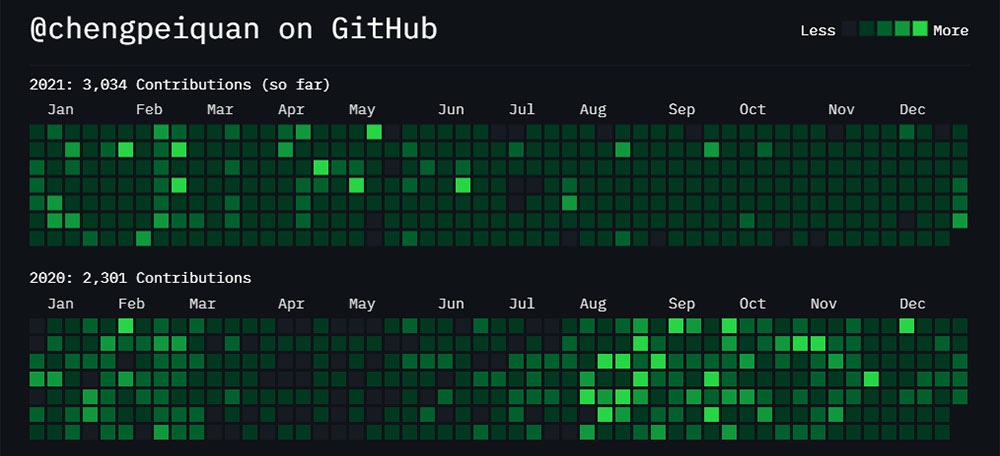 @chengpeiquan on GitHub
Less More
2021: 3,034 Contributions (so far)
Jan Feb Mar Apr May Jun Jul Aug Sep Oct Nov Dec
2020: 2,301 Contributions
Jan Feb Mar Apr May Jun Jul Aug Sep Oct Nov Dec